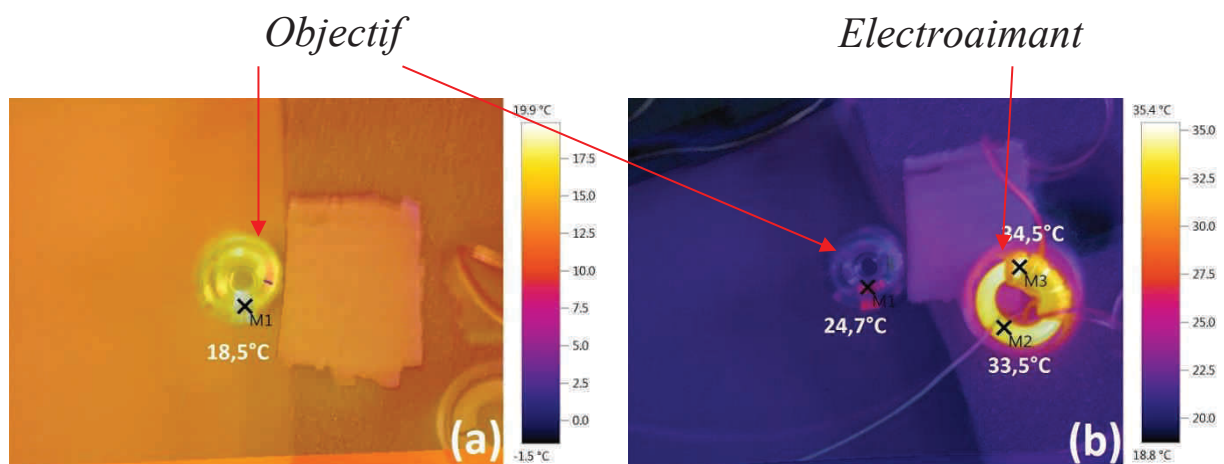 Objectif
Electroaimant
19.9 °C
17.5
15.0
12.5
10.0
7.5
5.0
2.5
0.0
-1.5 °C
M1
18,5°C
(a)
35.4 °C
35.0
32.5
30.0
27.5
25.0
22.5
20.0
18.8 °C
34,5°C
M3
M1
24,7°C
M2
33,5°C
(b)